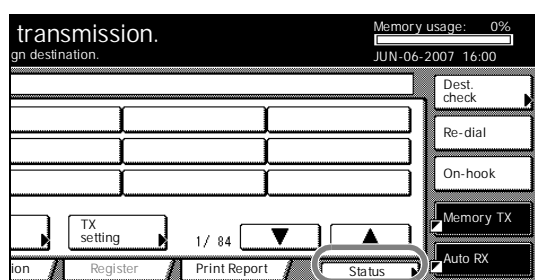 transmission.
Memory usage: 0%
gn destination.
JUN-06-2007 16:00
Dest.
check
Re-dial
On-hook
TX
setting
1/ 84
Memory TX
Auto RX
ion
Register
Print Report
Status